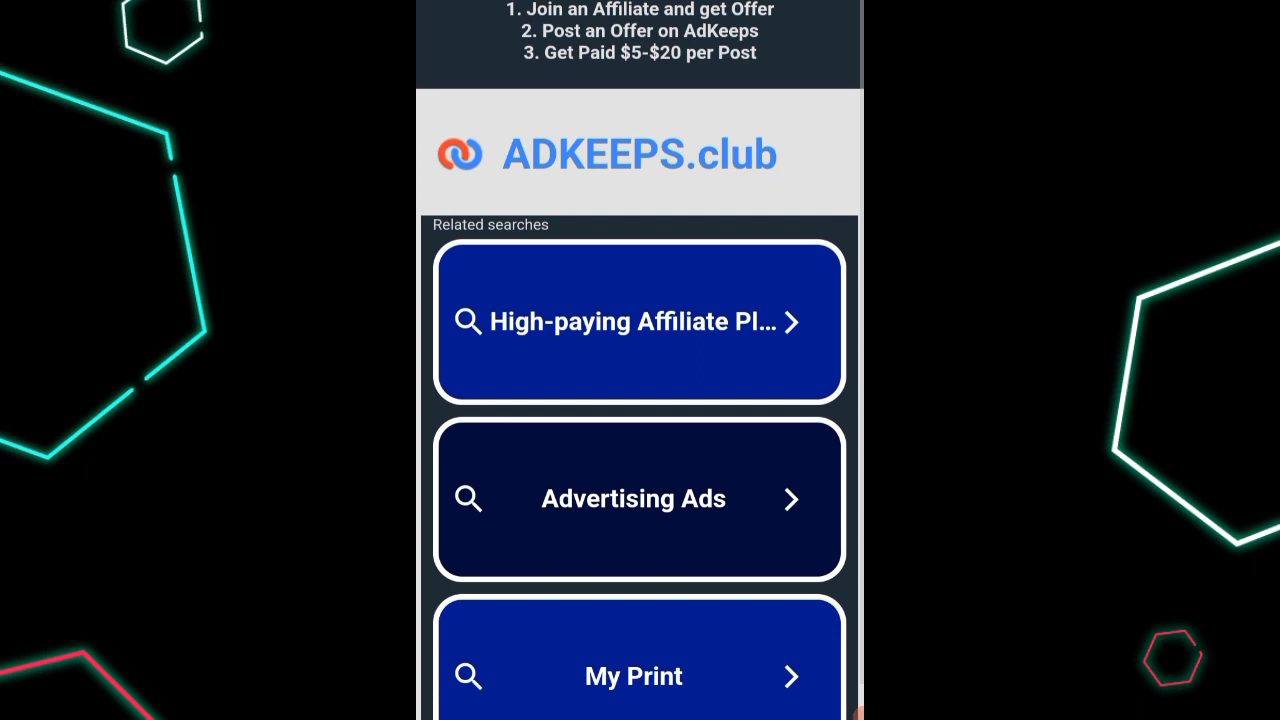 1. Join an Affiliate and get Offer
2. Post an Offer on AdKeeps
3. Get Paid $5-$20 per Post
ADKEEPS.club
Related searches
High-paying Affiliate Pl...
Advertising Ads
My Print